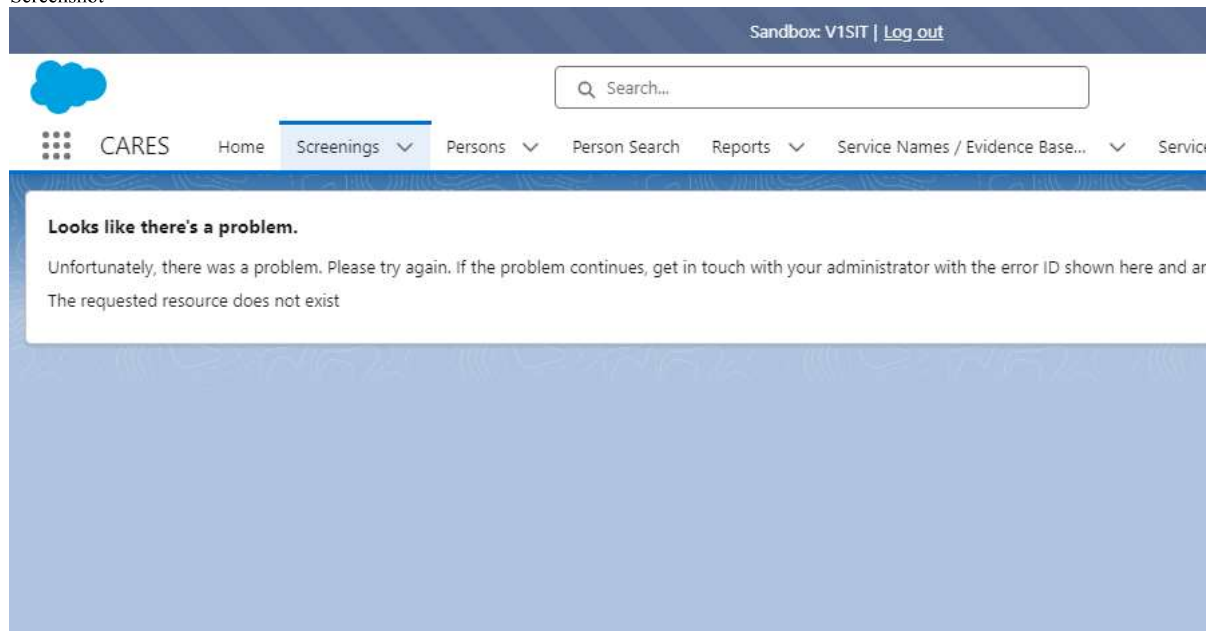 Screenshot
Sandbox: V1SIT | Log out
Search...
CARES Home Screenings Persons Person Search Reports Service Names / Evidence Base... Service
Looks like there's a problem.
Unfortunately, there was a problem. Please try again. If the problem continues, get in touch with your administrator with the error ID shown here and
The requested resource does not exist